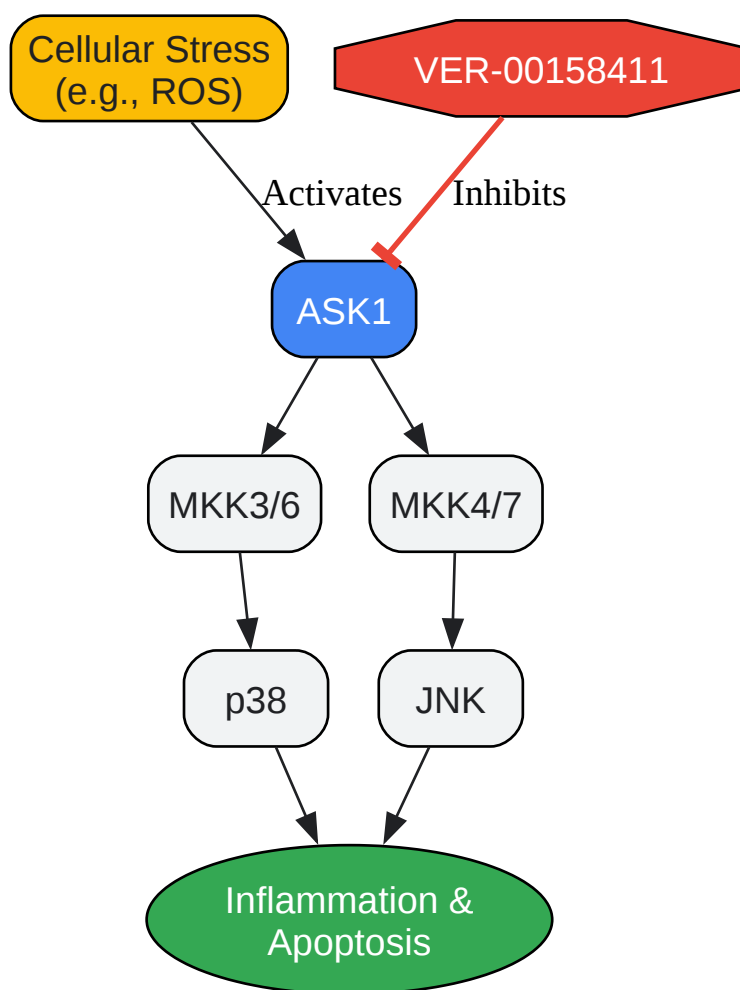 Cellular Stress
(e.g., ROS)
VER-00158411
Activates
Inhibits
ASK1
MKK3/6
MKK4/7
p38
JNK
Inflammation &
Apoptosis